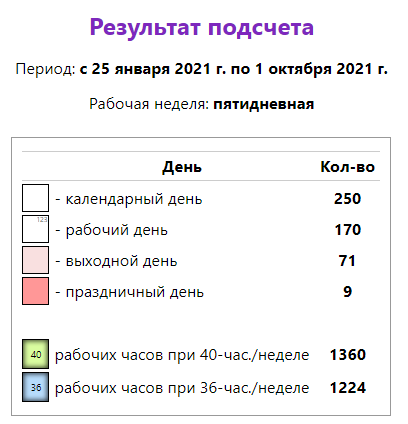 Результат подсчета
Период: с 25 января 2021 г. по 1 октября 2021 г.
Рабочая неделя: пятидневная
День Кол-во
- календарный день 250
123 - рабочий день 170
- выходной день 71
- праздничный день 9
40 рабочих часов при 40-час./неделе 1360
36 рабочих часов при 36-час./неделе 1224